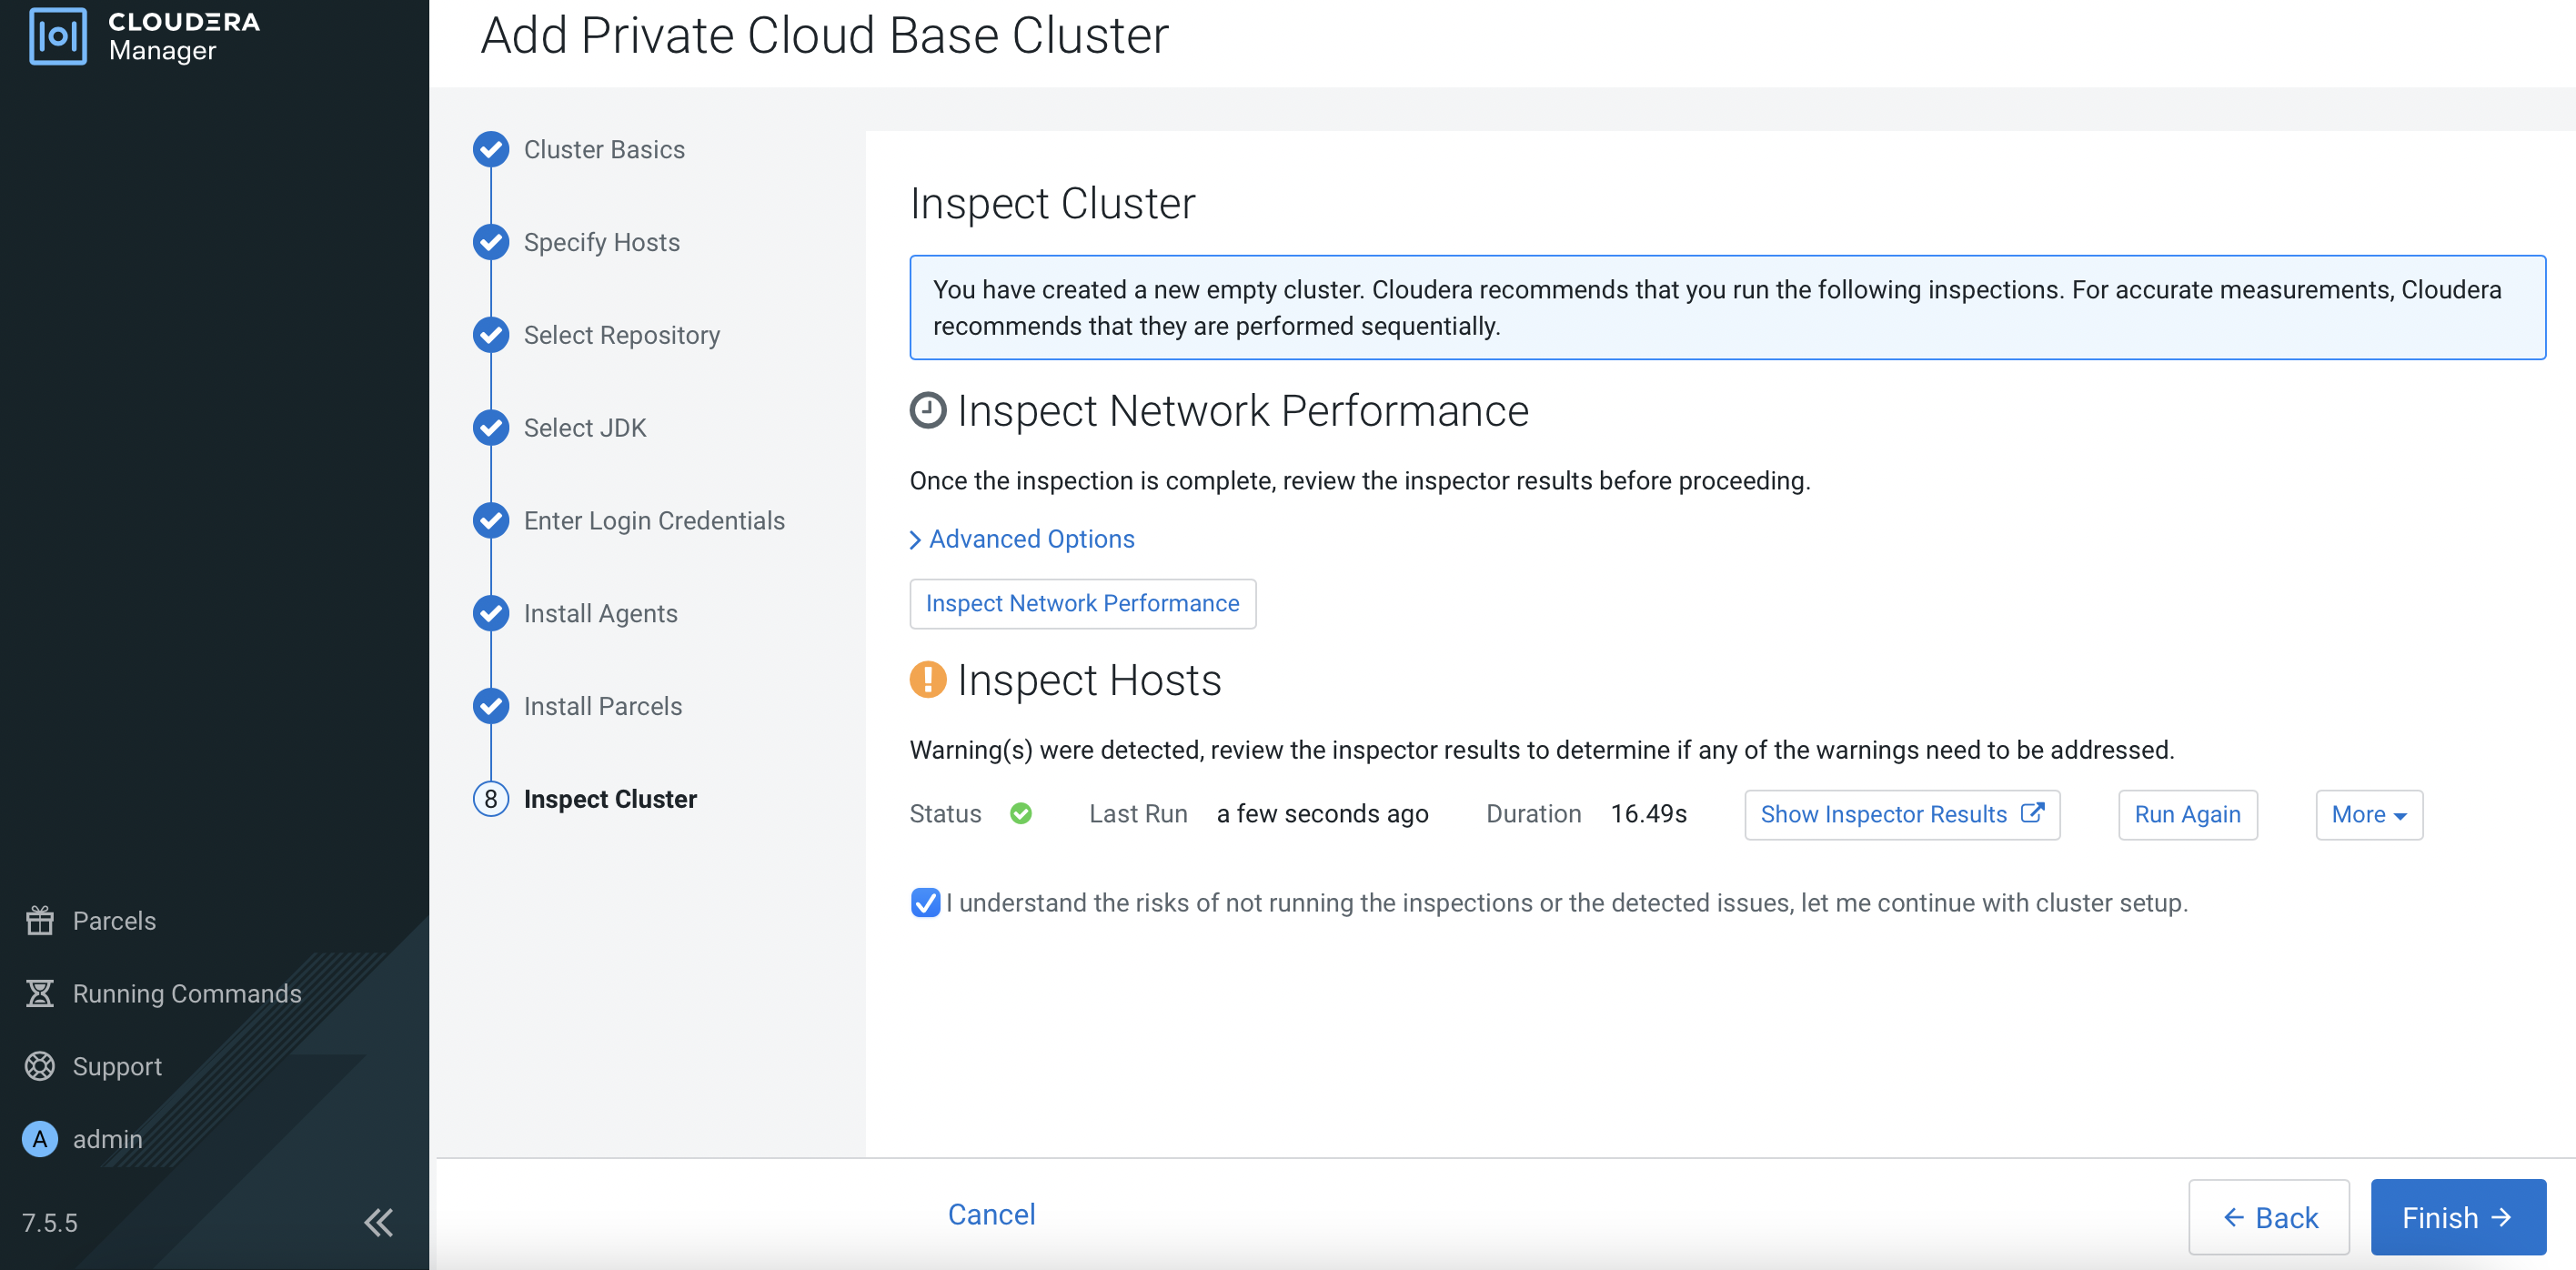 CLOUDERA
Manager
Add Private Cloud Base Cluster
Cluster Basics
Specify Hosts
Select Repository
Select JDK
Enter Login Credentials
Install Agents
Install Parcels
8 Inspect Cluster
Inspect Cluster
You have created a new empty cluster. Cloudera recommends that you run the following inspections. For accurate measurements, Cloudera
recommends that they are performed sequentially.
Inspect Network Performance
Once the inspection is complete, review the inspector results before proceeding.
Advanced Options
Inspect Network Performance
Inspect Hosts
Warning(s) were detected, review the inspector results to determine if any of the warnings need to be addressed.
Status Last Run a few seconds ago Duration 16.49s Show Inspector Results Run Again More
I understand the risks of not running the inspections or the detected issues, let me continue with cluster setup.
Parcels
Running Commands
Support
A admin
7.5.5
Cancel
Back
Finish